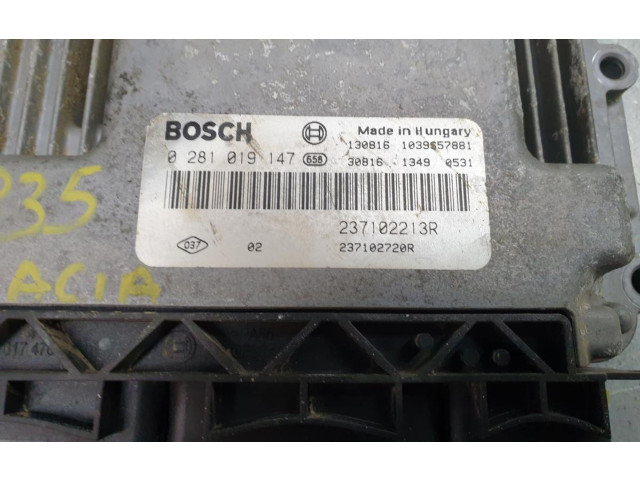 BOSCH
Made in Hungary
130816 1039S57881
0 281 019 147 658
30816 - 1349 0531
237102213R
D37 02 237102720R
P35
ACIA